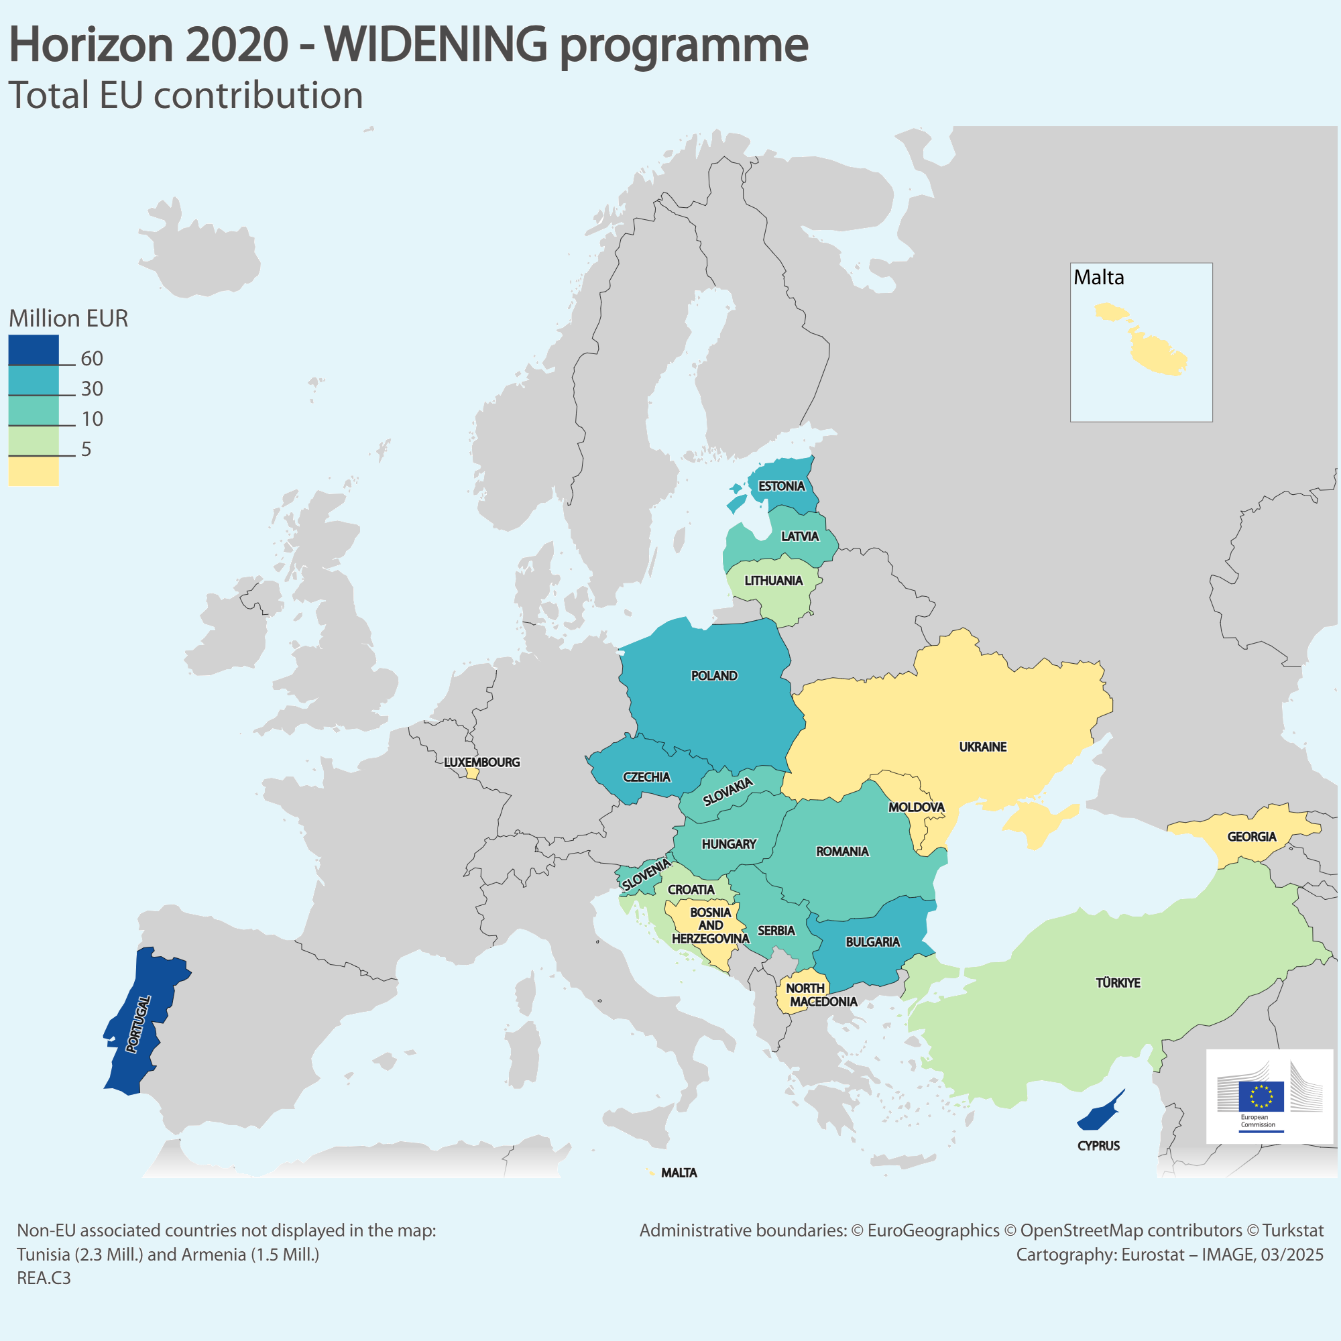 Horizon 2020 - WIDENING programme
Total EU contribution
Malta
Million EUR
60
30
10
5
ESTONIA
LATVIA
LITHUANIA
POLAND
UKRAINE
LUXEMBOURG
CZECHIA
SLOVAKIA
MOLDOVA
HUNGARY
ROMANIA
GEORGIA
SLOVENIA
CROATIA
BOSNIA
AND
HERZEGOVINA
SERBIA
BULGARIA
NORTH
MACEDONIA
TÜRKIYE
PORTUGAL
European
Commission
CYPRUS
MALTA
Non-EU associated countries not displayed in the map:
Tunisia (2.3 Mill.) and Armenia (1.5 Mill.)
REA.C3
Administrative boundaries: © EuroGeographics © OpenStreetMap contributors © Turkstat
Cartography: Eurostat – IMAGE, 03/2025